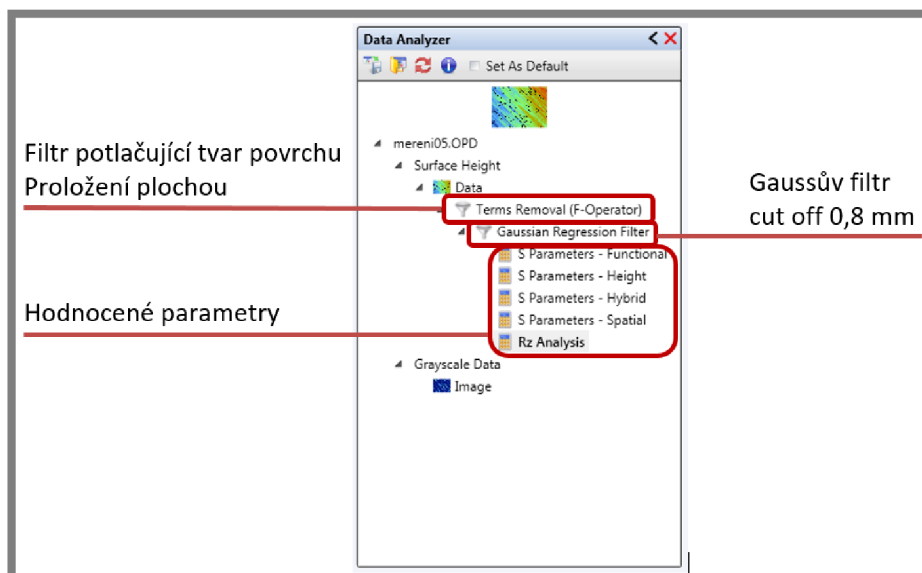 Data Analyzer
Set As Default
mereni05.OPD
Surface Height
Data
Terms Removal (F-Operator)
Gaussian Regression Filter
S Parameters - Functional
S Parameters - Height
S Parameters - Hybrid
S Parameters - Spatial
Rz Analysis
Grayscale Data
Image
Filtr potlačující tvar povrchu
Proložení plochou
Hodnocené parametry
Gaussův filtr
cut off 0,8 mm